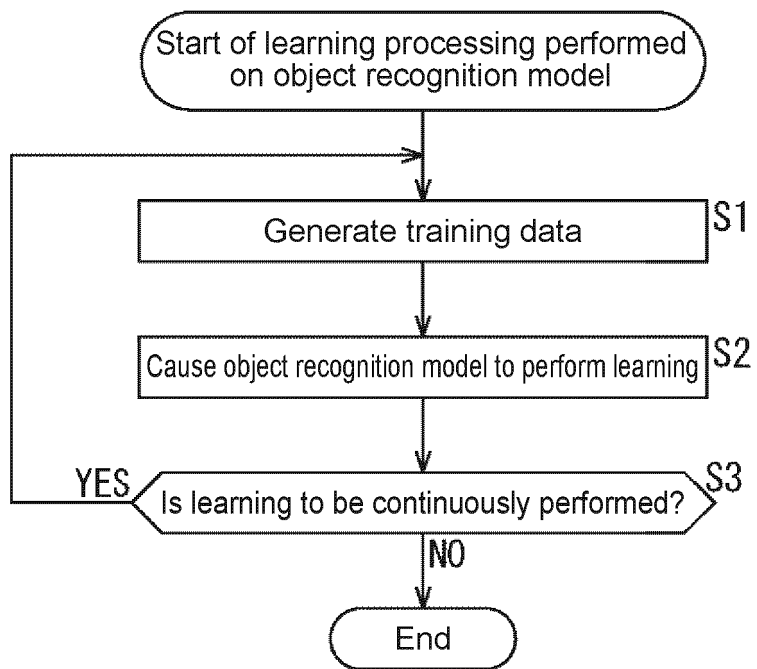 Start of learning processing performed
on object recognition model
Generate training data
S1
Cause object recognition model to perform learning
S2
YES
Is learning to be continuously performed?
S3
NO
End